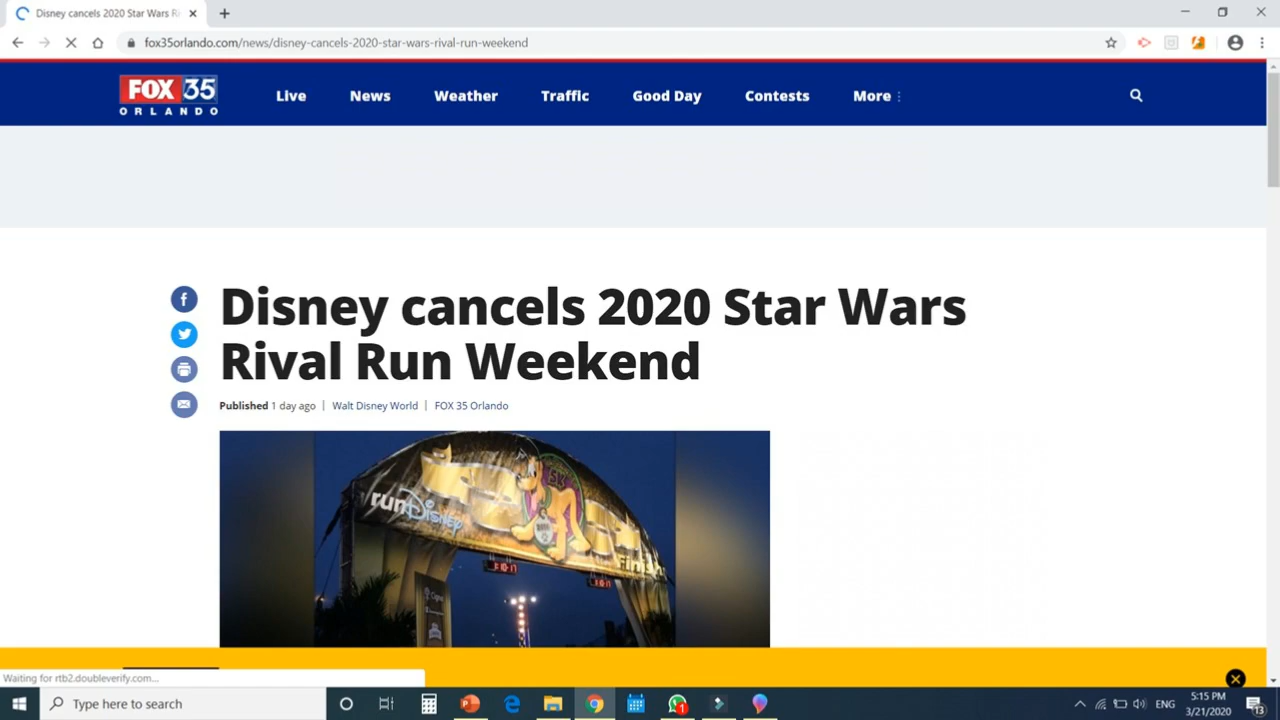 Disney cancels 2020 Star Wars Ri
fox35orlando.com/news/disney-cancels-2020-star-wars-rival-run-weekend
FOX 35
ORLANDO
Live
News
Weather
Traffic
Good Day
Contests
More
Disney cancels 2020 Star Wars
Rival Run Weekend
Published 1 day ago | Walt Disney World | FOX 35 Orlando
runDisney
Finish
Waiting for rtb2.doubleverify.com...
Type here to search
1
ENG
5:15 PM
3/21/2020
13